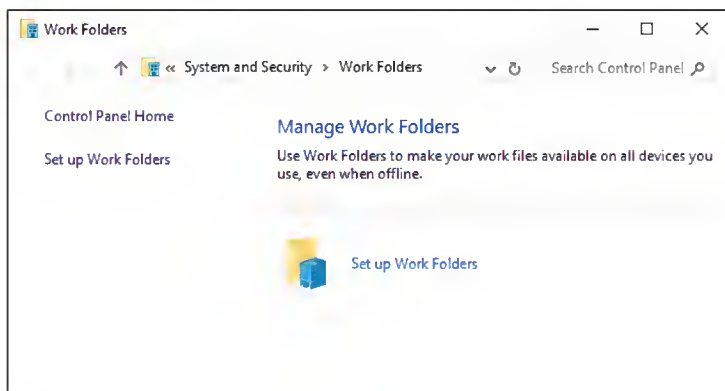 Work Folders
« System and Security > Work Folders
Search Control Panel
Control Panel Home
Manage Work Folders
Set up Work Folders
Use Work Folders to make your work files available on all devices you
use, even when offline.
Set up Work Folders